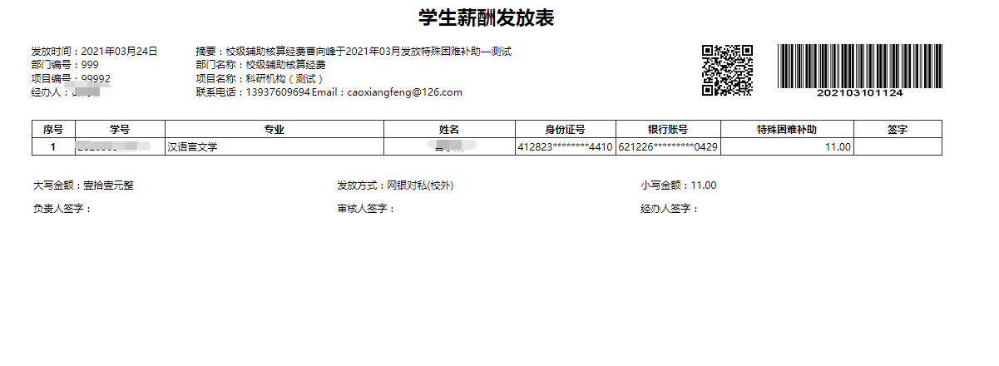 学生薪酬发放表
发放时间：2021年03月24日 摘要：校级辅助核算经费曹向峰于2021年03月发放特殊困难补助—测试
部门编号：999 部门名称：校级辅助核算经费
项目编号：99992 项目名称：科研机构（测试）
经办人： 联系电话：13937609694 Email：caoxiangfeng@126.com
202103101124
序号 学号 专业 姓名 身份证号 银行账号 特殊困难补助 签字
1 汉语言文学 412823********4410 621226*********0429 11.00
大写金额：壹拾壹元整 发放方式：网银对私(校外) 小写金额：11.00
负责人签字： 审核人签字： 经办人签字：